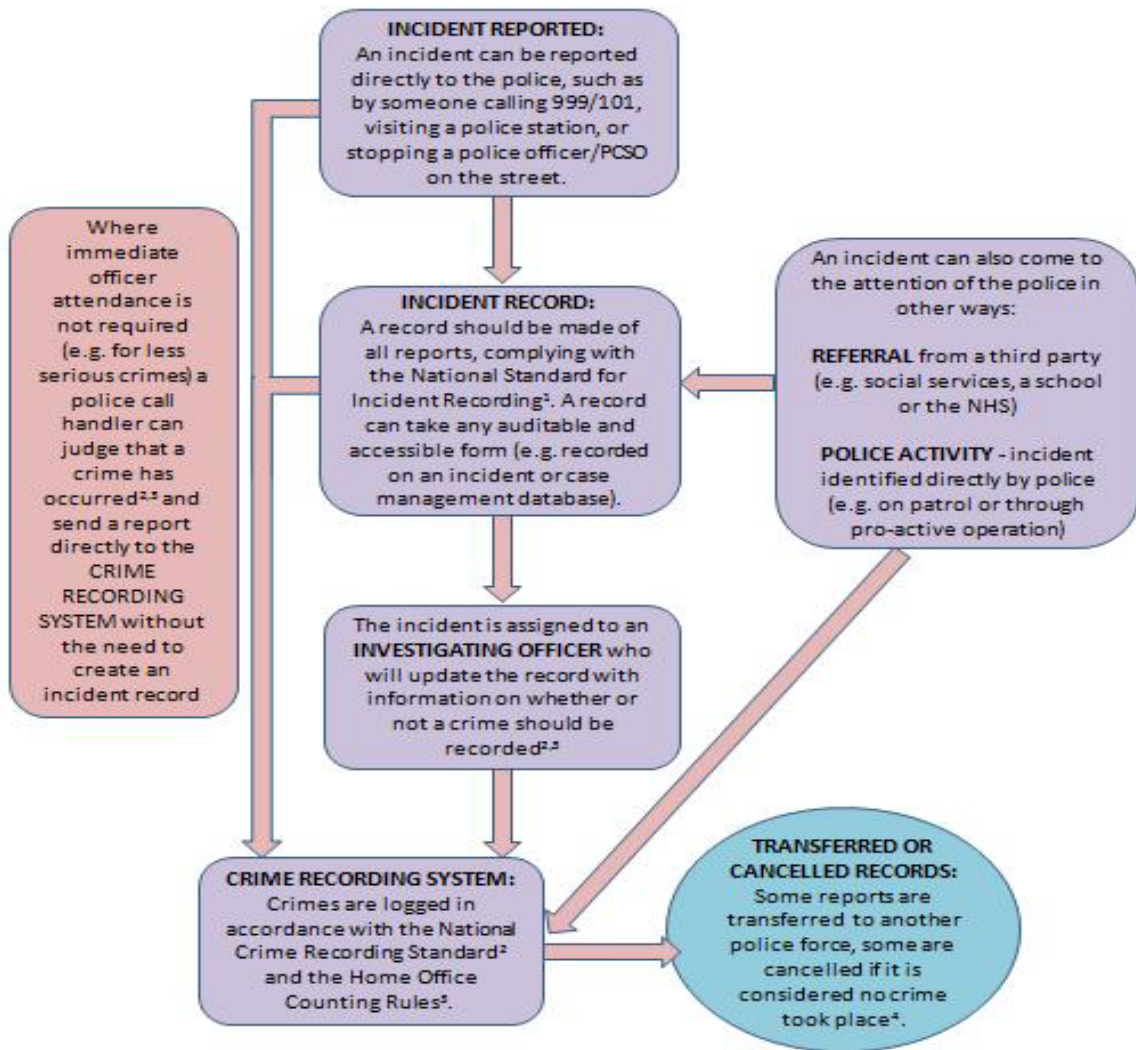 INCIDENT REPORTED:
An incident can be reported
directly to the police, such as
by someone calling 999/101,
visiting a police station, or
stopping a police officer/PCSO
on the street.
Where
immediate
officer
attendance is
not required
(e.g. for less
serious crimes) a
police call
handler can
judge that a
crime has
occurred²,³ and
send a report
directly to the
CRIME
RECORDING
SYSTEM without
the need to
create an
incident record
INCIDENT RECORD:
A record should be made of
all reports, complying with
the National Standard for
Incident Recording¹. A record
can take any auditable and
accessible form (e.g. recorded
on an incident or case
management database).
An incident can also come to
the attention of the police in
other ways:
REFERRAL from a third party
(e.g. social services, a school
or the NHS)
POLICE ACTIVITY - incident
identified directly by police
(e.g. on patrol or through
pro-active operation)
The incident is assigned to an
INVESTIGATING OFFICER who
will update the record with
information on whether or
not a crime should be
recorded²,³
CRIME RECORDING SYSTEM:
Crimes are logged in
accordance with the National
Crime Recording Standard²
and the Home Office
Counting Rules³.
TRANSFERRED OR
CANCELLED RECORDS:
Some reports are
transferred to another
police force, some are
cancelled if it is
considered no crime
took place⁴.